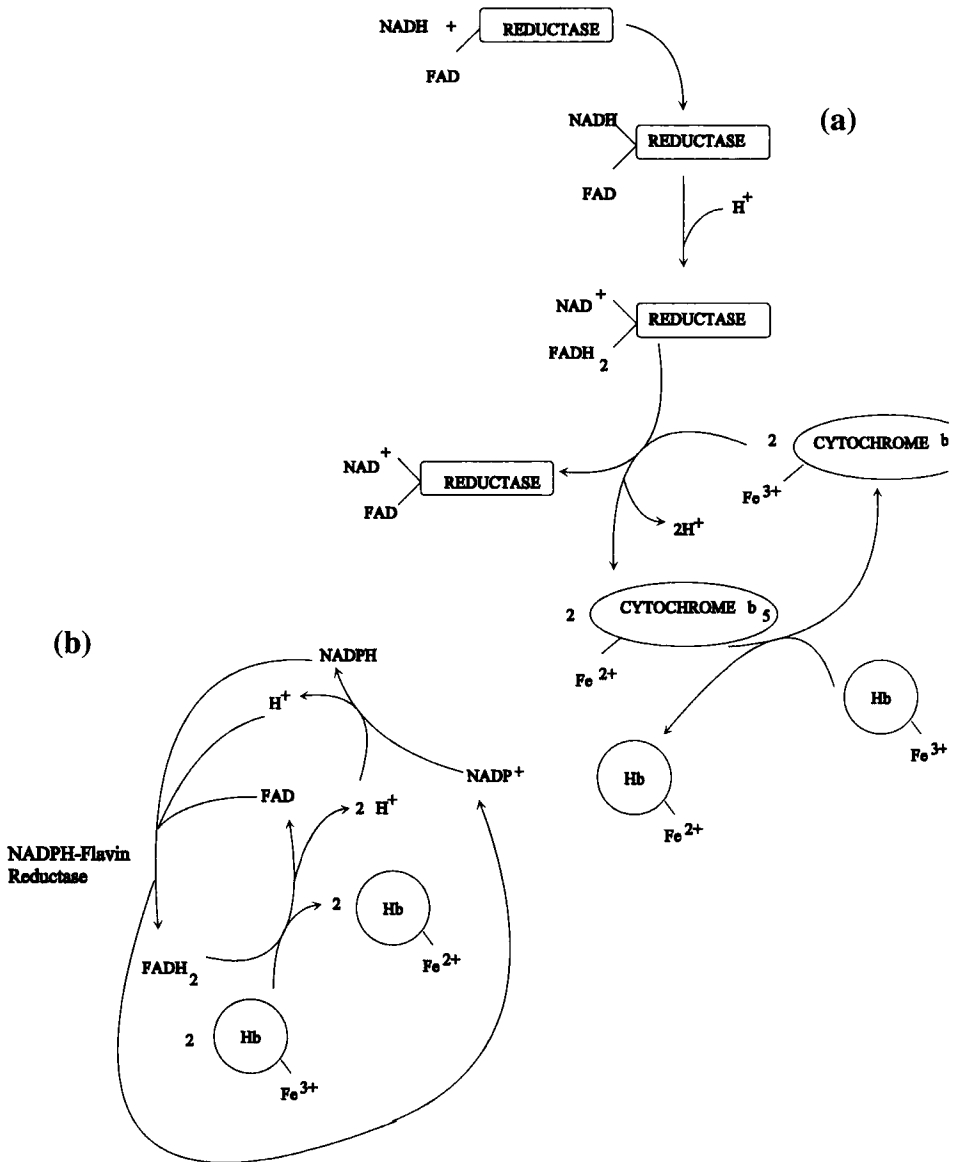 NADH + REDUCTASE
FAD
(a)
NADH REDUCTASE
FAD
H+
NAD+ REDUCTASE
FADH2
2 CYTOCHROME b
Fe3+
NAD+ REDUCTASE
FAD
2H+
2 CYTOCHROME b5
Fe2+
Hb
Fe3+
Hb
Fe2+
(b)
NADPH
H+
NADP+
FAD
2 H+
NADPH-Flavin
Reductase
2 Hb
Fe2+
FADH2
2 Hb
Fe3+